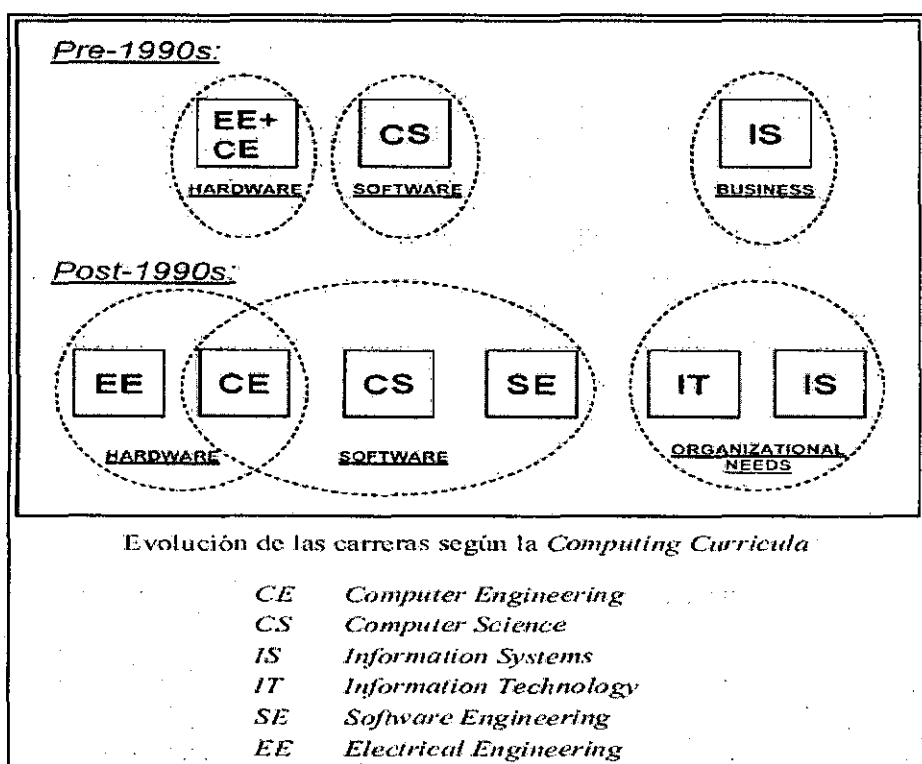 Pre-1990s:
EE+ CS IS
CE
HARDWARE SOFTWARE BUSINESS
Post-1990s:
EE CE CS SE IT IS
HARDWARE SOFTWARE ORGANIZATIONAL
NEEDS
Evolución de las carreras según la Computing Curricula
CE Computer Engineering
CS Computer Science
IS Information Systems
IT Information Technology
SE Software Engineering
EE Electrical Engineering